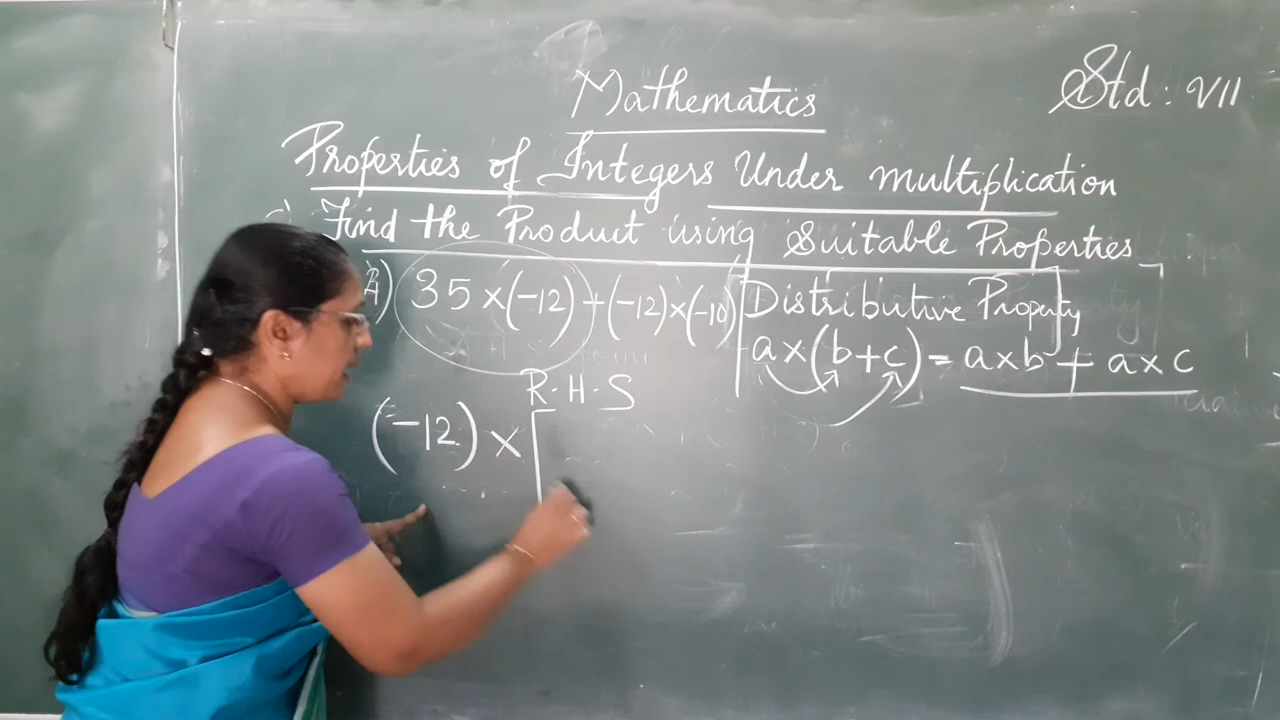 Mathematics
Std : VII
Properties of Integers Under multiplication
Find the Product using Suitable Properties
A) 35 × (-12) + (-12) × (-10)
Distributive Property
a × (b + c) = a × b + a × c
R.H.S
(-12) × [